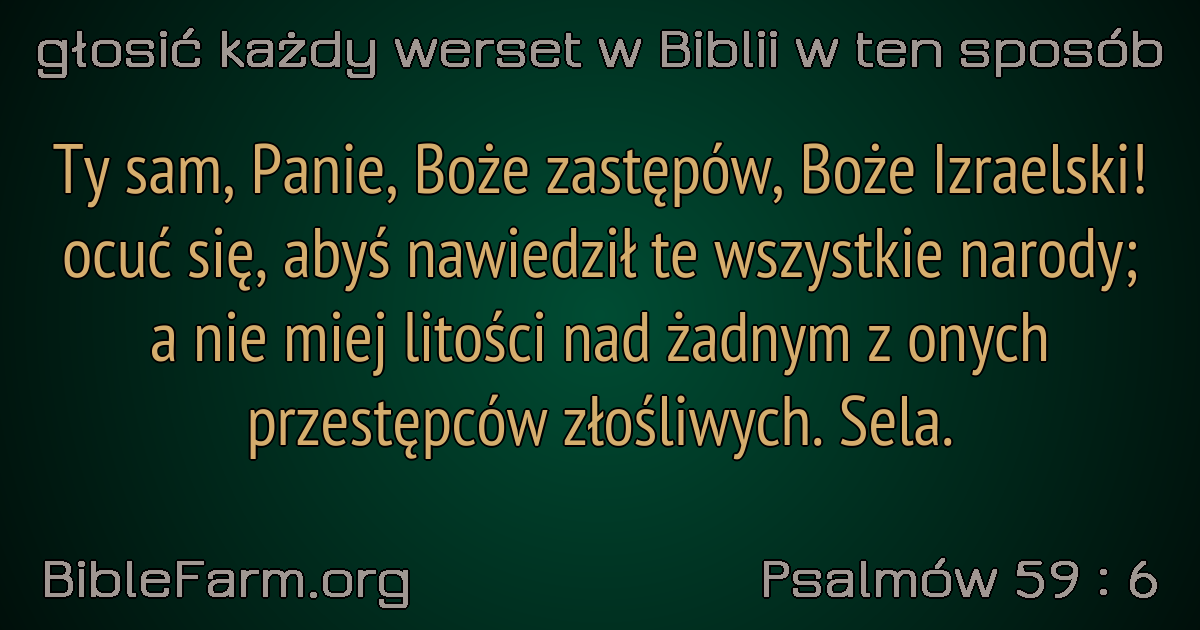 głosić każdy werset w Biblii w ten sposób
Ty sam, Panie, Boże zastępów, Boże Izraelski!
ocuć się, abyś nawiedził te wszystkie narody;
a nie miej litości nad żadnym z onych
przestępców złośliwych. Sela.
BibleFarm.org
Psalmów 59 : 6